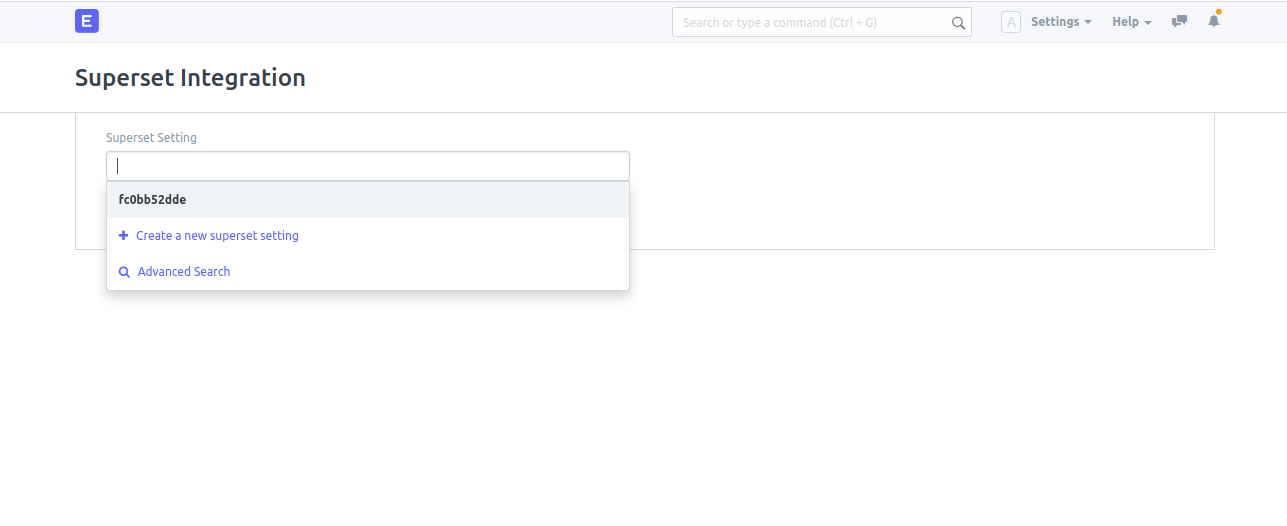 E
Search or type a command (Ctrl + G)
A
Settings
Help
Superset Integration
Superset Setting
fc0bb52dde
Create a new superset setting
Advanced Search